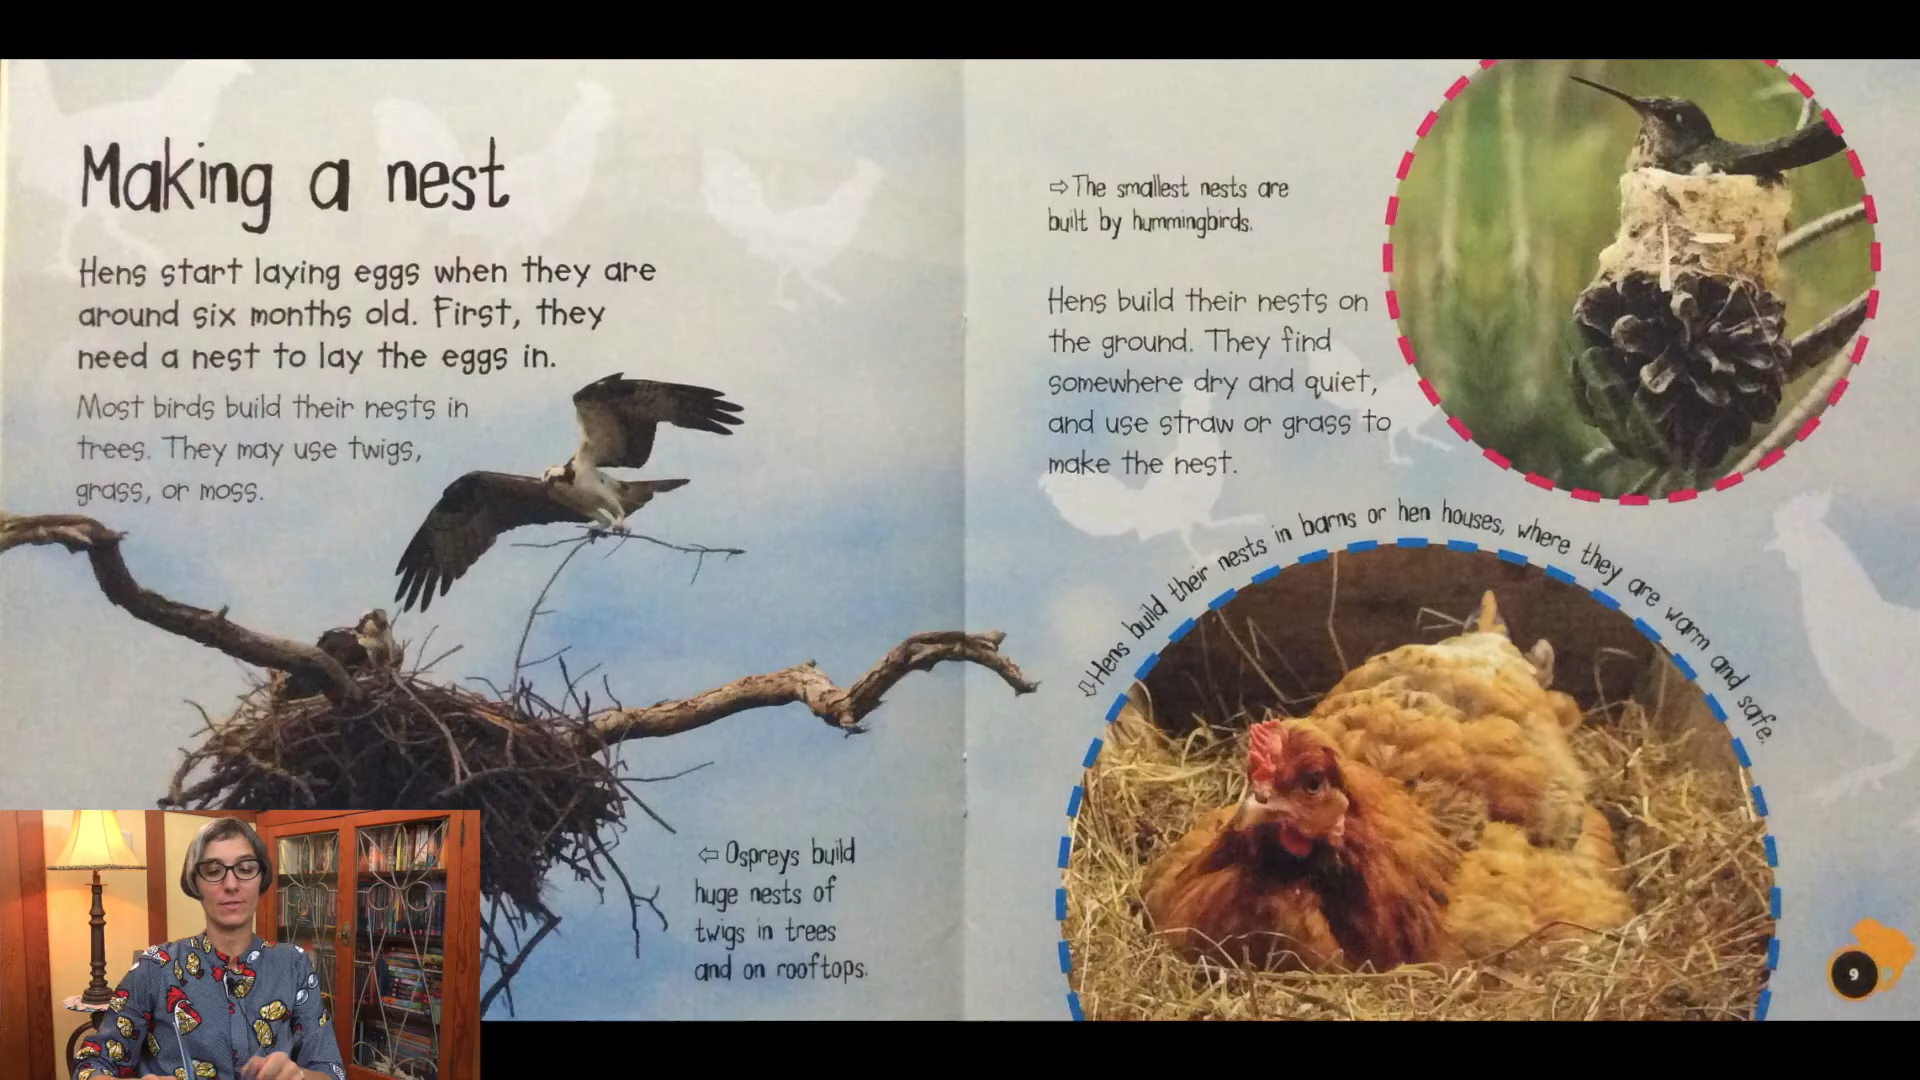 Making a nest
Hens start laying eggs when they are
around six months old. First, they
need a nest to lay the eggs in.
Most birds build their nests in
trees. They may use twigs,
grass, or moss.
⇦ Ospreys build
huge nests of
twigs in trees
and on rooftops.
⇨ The smallest nests are
built by hummingbirds.
Hens build their nests on
the ground. They find
somewhere dry and quiet,
and use straw or grass to
make the nest.
⇩ Hens build their nests in barns or hen houses, where they are warm and safe.
9